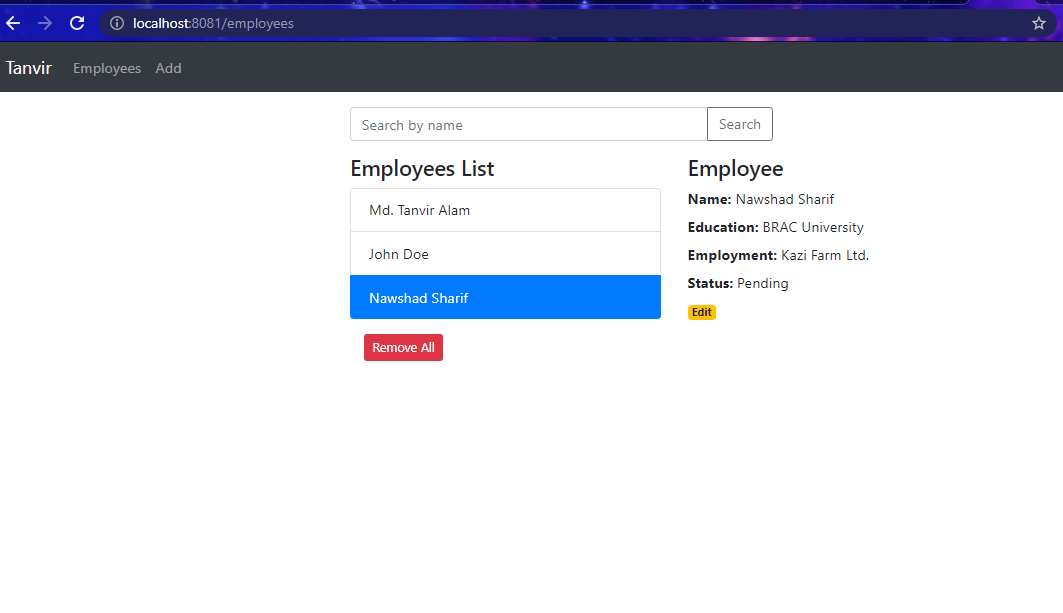 localhost:8081/employees
Tanvir Employees Add
Search by name Search
Employees List
Md. Tanvir Alam
John Doe
Nawshad Sharif
Remove All
Employee
Name: Nawshad Sharif
Education: BRAC University
Employment: Kazi Farm Ltd.
Status: Pending
Edit